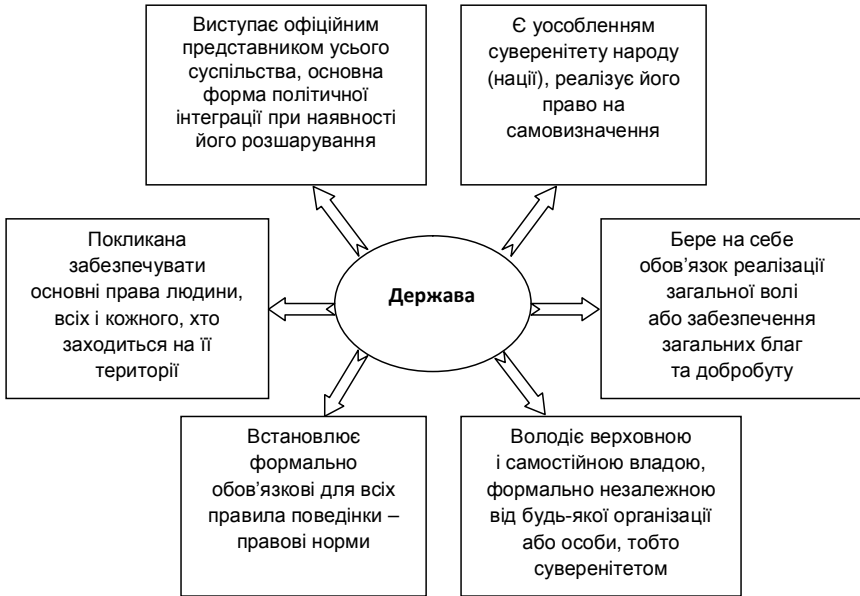 Виступає офіційним
представником усього
суспільства, основна
форма політичної
інтеграції при наявності
його розшарування
Є уособленням
суверенітету народу
(нації), реалізує його
право на
самовизначення
Покликана
забезпечувати
основні права людини,
всіх і кожного, хто
заходиться на її
території
Держава
Бере на себе
обов’язок реалізації
загальної волі
або забезпечення
загальних благ
та добробуту
Встановлює
формально
обов’язкові для всіх
правила поведінки –
правові норми
Володіє верховною
і самостійною владою,
формально незалежною
від будь-якої організації
або особи, тобто
суверенітетом